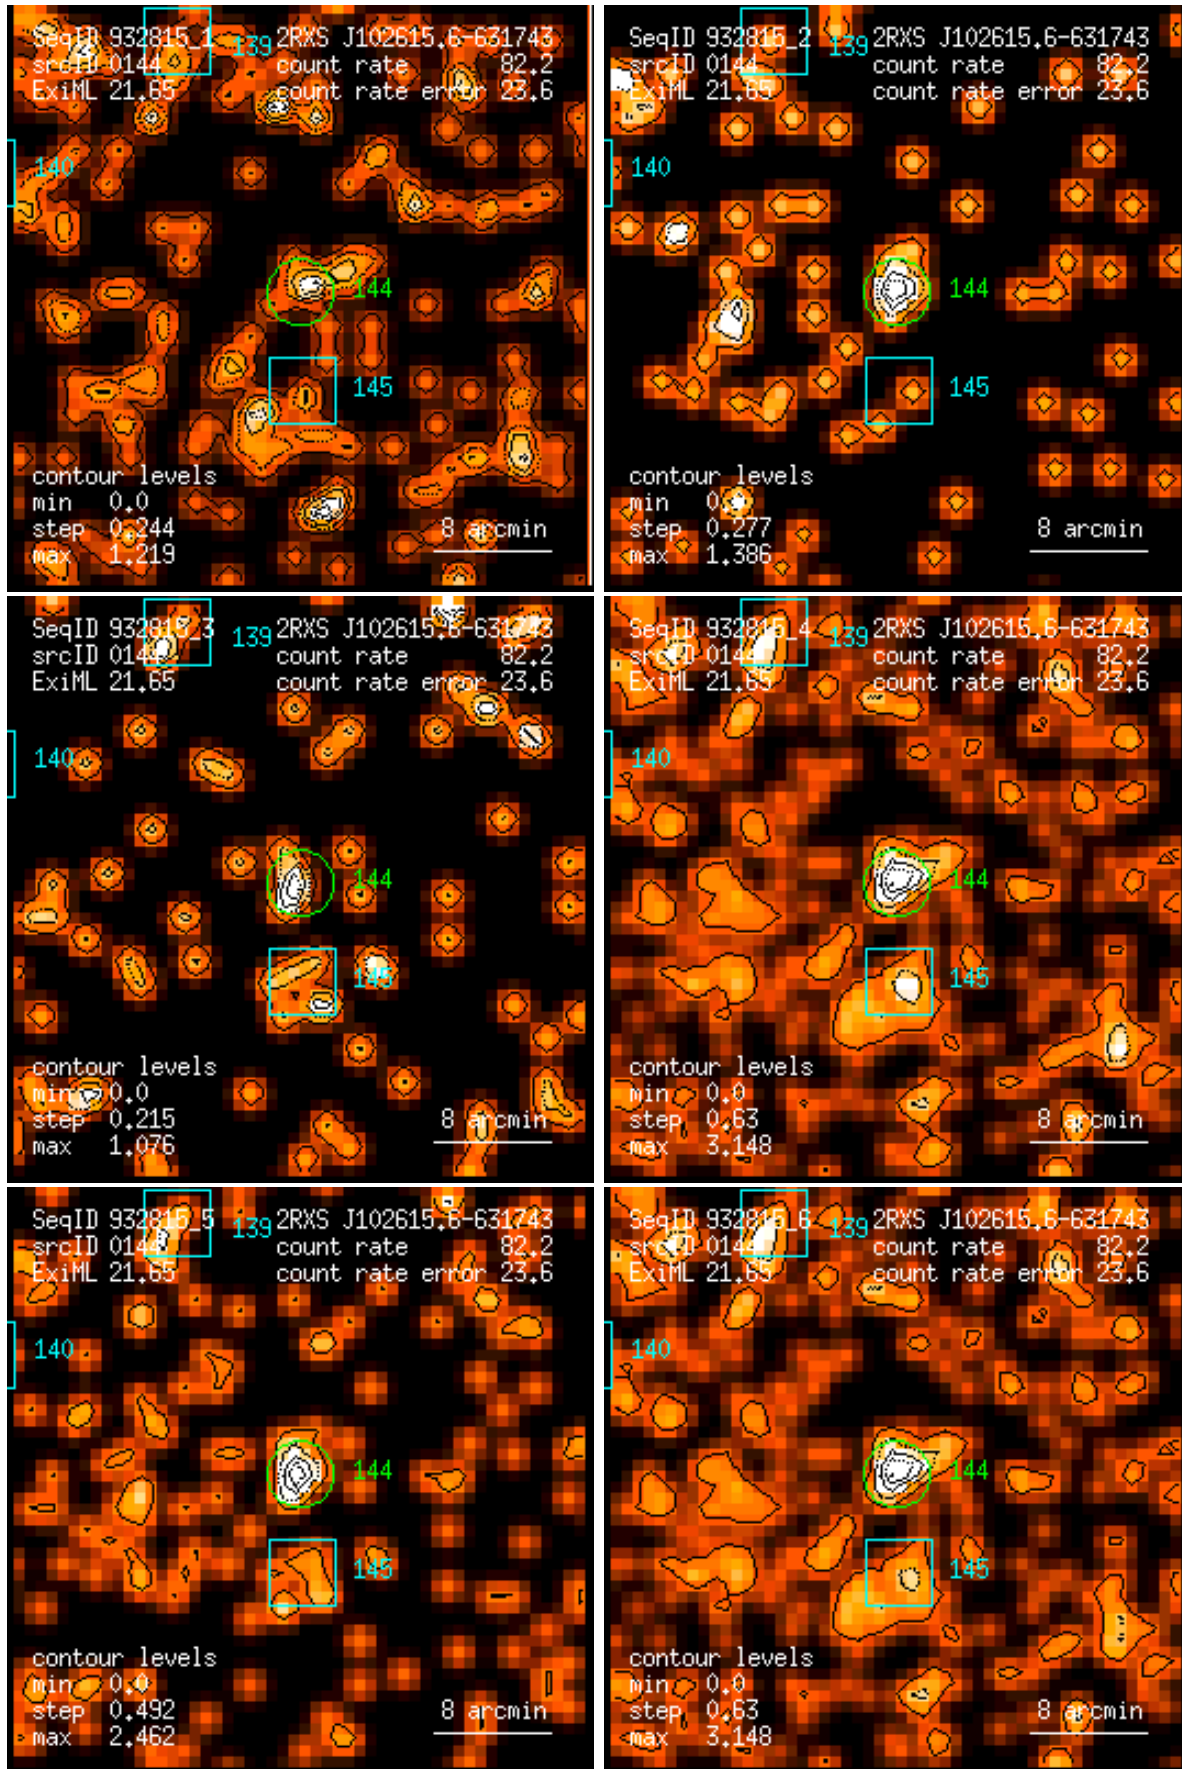 SeqID 932815_1 139 2RXS J102615.6-631743
srcID 0144 count rate 82.2
ExiML 21.65 count rate error 23.6
140
144
145
contour levels
min 0.0
step 0.244 8 arcmin
max 1.219
SeqID 932815_2 139 2RXS J102615.6-631743
srcID 0144 count rate 82.2
ExiML 21.65 count rate error 23.6
140
144
145
contour levels
min 0.0
step 0.277 8 arcmin
max 1.386
SeqID 932815_3 139 2RXS J102615.6-631743
srcID 0144 count rate 82.2
ExiML 21.65 count rate error 23.6
140
144
145
contour levels
min 0.0
step 0.215 8 arcmin
max 1.076
SeqID 932815_4 139 2RXS J102615.6-631743
srcID 0144 count rate 82.2
ExiML 21.65 count rate error 23.6
140
144
145
contour levels
min 0.0
step 0.63 8 arcmin
max 3.148
SeqID 932815_5 139 2RXS J102615.6-631743
srcID 0144 count rate 82.2
ExiML 21.65 count rate error 23.6
140
144
145
contour levels
min 0.0
step 0.492 8 arcmin
max 2.462
SeqID 932815_6 139 2RXS J102615.6-631743
srcID 0144 count rate 82.2
ExiML 21.65 count rate error 23.6
140
144
145
contour levels
min 0.0
step 0.63 8 arcmin
max 3.148